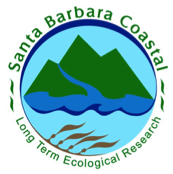 ~ Santa Barbara Coastal ~
Long Term Ecological Research